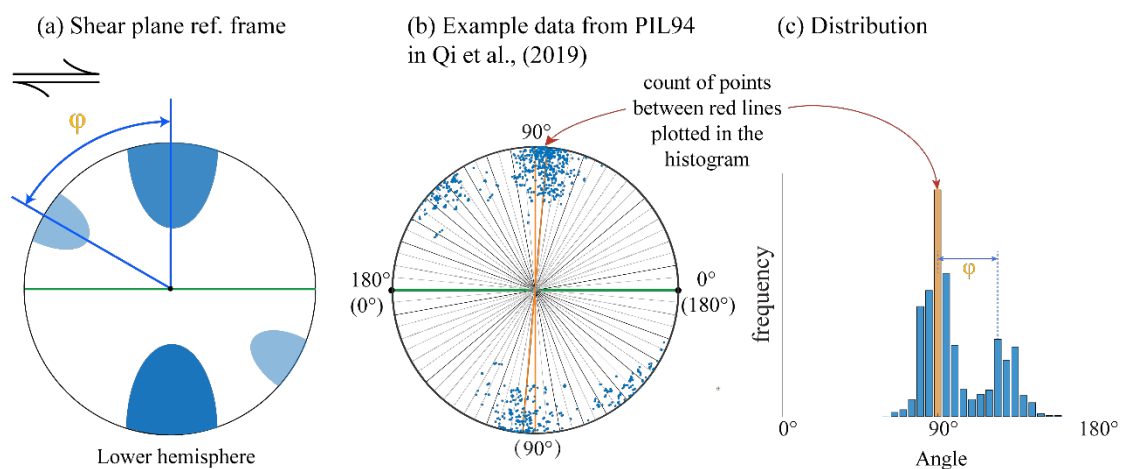 (a) Shear plane ref. frame
φ
Lower hemisphere
(b) Example data from PIL94
in Qi et al., (2019)
90°
180°
(0°)
0°
(180°)
(90°)
count of points
between red lines
plotted in the
histogram
(c) Distribution
frequency
φ
0°
90°
180°
Angle